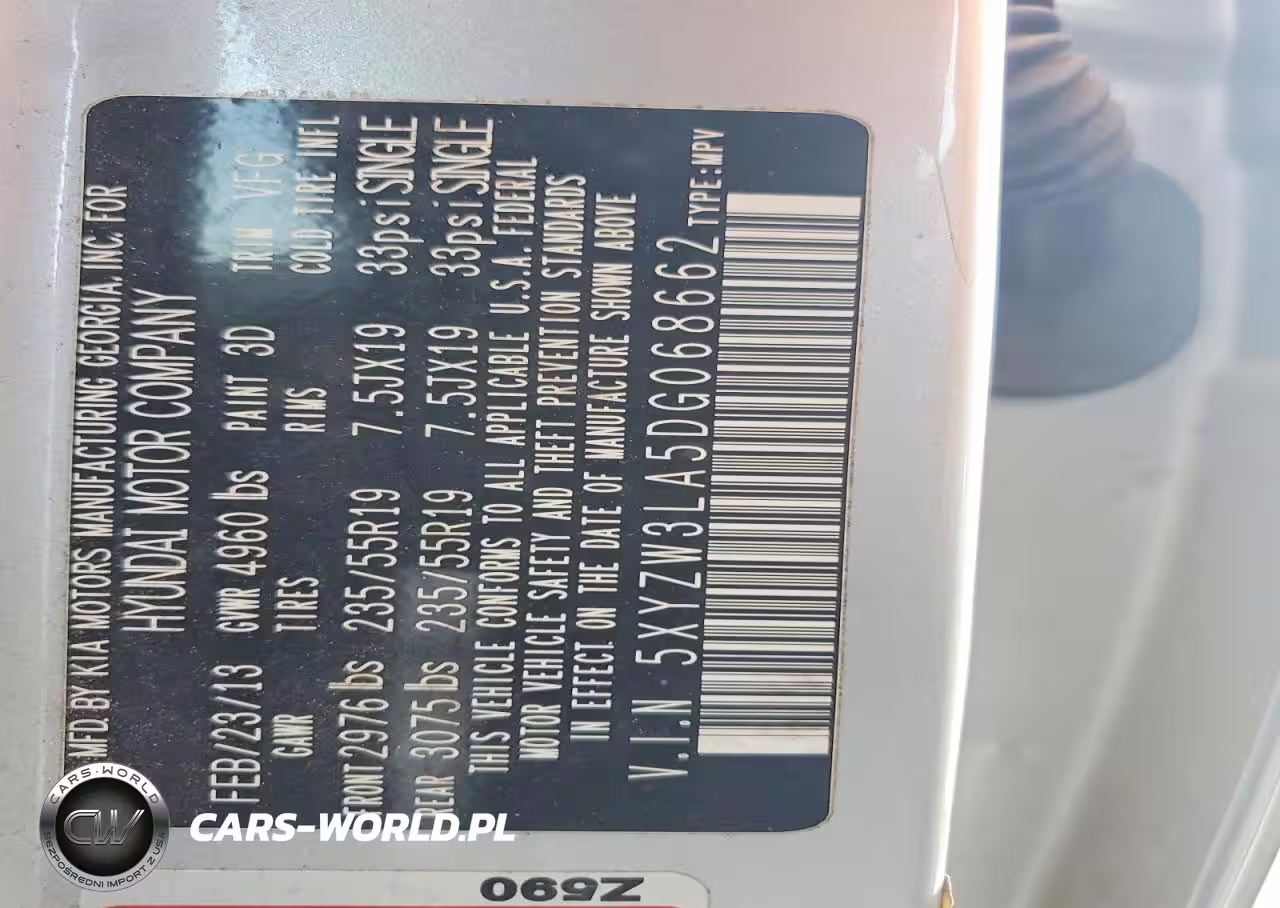 MFD. BY KIA MOTORS MANUFACTURING GEORGIA, INC. FOR
HYUNDAI MOTOR COMPANY
FEB/23/13 GVWR 4960 lbs PAINT 3D TRIM VFG
GAWR TIRES RIMS COLD TIRE INFL
FRONT 2976 lbs 235/55R19 7.5JX19 33psi SINGLE
REAR 3075 lbs 235/55R19 7.5JX19 33psi SINGLE
THIS VEHICLE CONFORMS TO ALL APPLICABLE U.S.A. FEDERAL
MOTOR VEHICLE SAFETY AND THEFT PREVENTION STANDARDS
IN EFFECT ON THE DATE OF MANUFACTURE SHOWN ABOVE
V.I.N 5XYZW3LA5DG068662 TYPE:MPV
Z590
CARS-WORLD
CW
BEZPOŚREDNI IMPORT Z USA
CARS-WORLD.PL